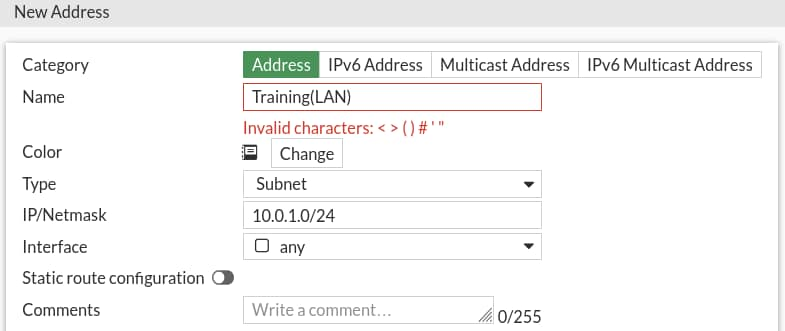 New Address
Category Address IPv6 Address Multicast Address IPv6 Multicast Address
Name Training(LAN)
Invalid characters: < > ( ) # ' "
Color Change
Type Subnet
IP/Netmask 10.0.1.0/24
Interface any
Static route configuration
Comments Write a comment... 0/255